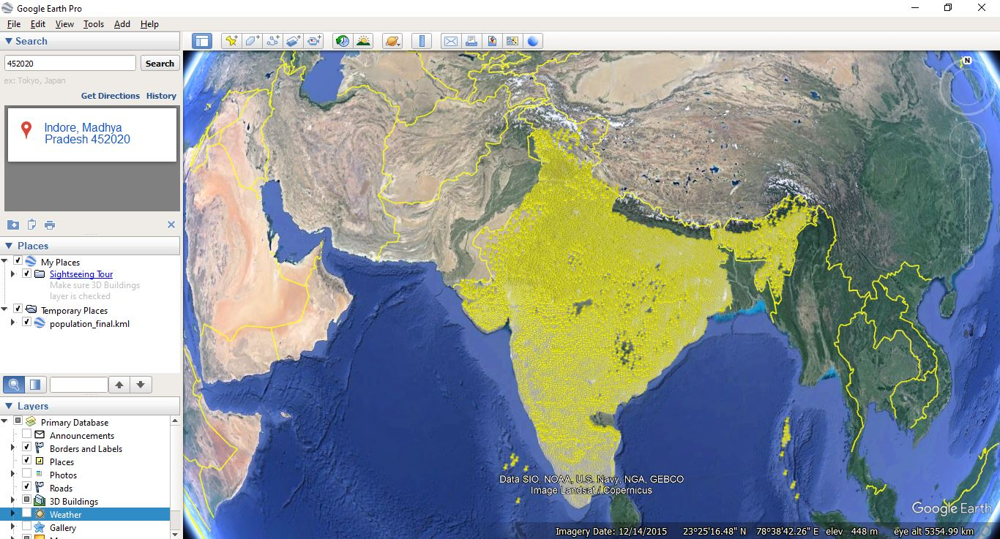 Google Earth Pro
File Edit View Tools Add Help
Search
452020
Search
ex: Tokyo, Japan
Get Directions History
Indore, Madhya
Pradesh 452020
Places
My Places
Sightseeing Tour
Make sure 3D Buildings
layer is checked
Temporary Places
population_final.kml
Layers
Primary Database
Announcements
Borders and Labels
Places
Photos
Roads
3D Buildings
Weather
Gallery
N
Data SIO, NOAA, U.S. Navy, NGA, GEBCO
Image Landsat / Copernicus
Google Earth
Imagery Date: 12/14/2015 23°25'16.48" N 78°38'42.26" E elev 448 m eye alt 5354.99 km